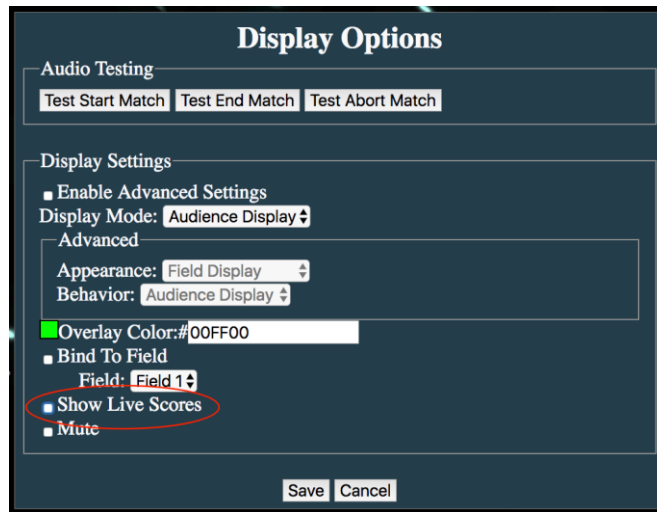 Display Options
Audio Testing
Test Start Match Test End Match Test Abort Match
Display Settings
Enable Advanced Settings
Display Mode: Audience Display
Advanced
Appearance: Field Display
Behavior: Audience Display
Overlay Color:#00FF00
Bind To Field
Field: Field 1
Show Live Scores
Mute
Save Cancel